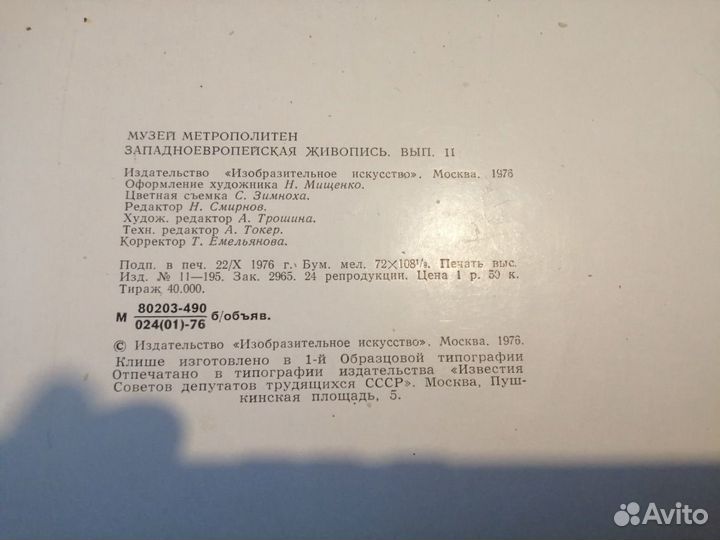 МУЗЕЙ МЕТРОПОЛИТЕН
ЗАПАДНОЕВРОПЕЙСКАЯ ЖИВОПИСЬ. ВЫП. II
Издательство «Изобразительное искусство». Москва. 1976
Оформление художника Н. Мищенко.
Цветная съемка С. Зимноха.
Редактор Н. Смирнов.
Худож. редактор А. Трошина.
Техн. редактор А. Токер.
Корректор Т. Емельянова.
Подп. в печ. 22/X 1976 г. Бум. мел. 72×108¹/₈. Печать выс.
Изд. № 11—195. Зак. 2965. 24 репродукции. Цена 1 р. 50 к.
Тираж 40.000.
М 80203-490
024(01)-76 б/объяв.
© Издательство «Изобразительное искусство». Москва. 1976.
Клише изготовлено в 1-й Образцовой типографии
Отпечатано в типографии издательства «Известия
Советов депутатов трудящихся СССР». Москва, Пуш-
кинская площадь, 5.
Avito